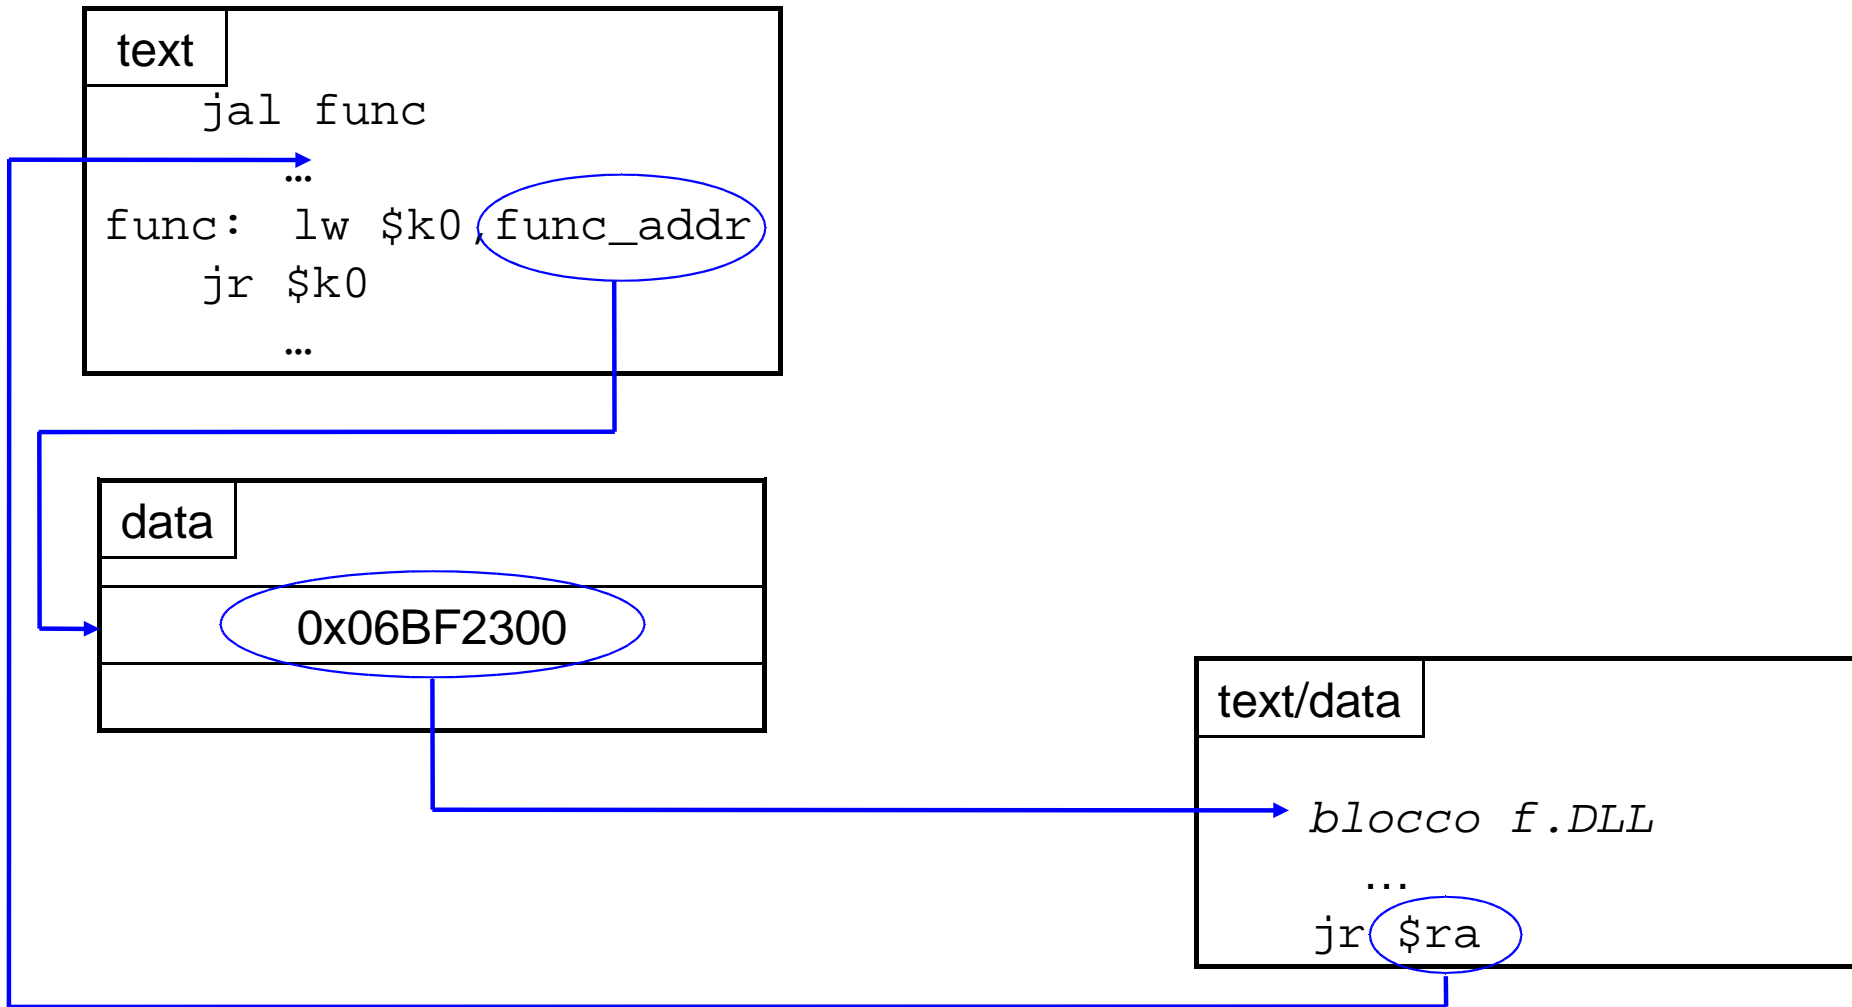 text
jal func
…
func: lw $k0,func_addr
jr $k0
…
data
0x06BF2300
text/data
blocco f.DLL
…
jr $ra